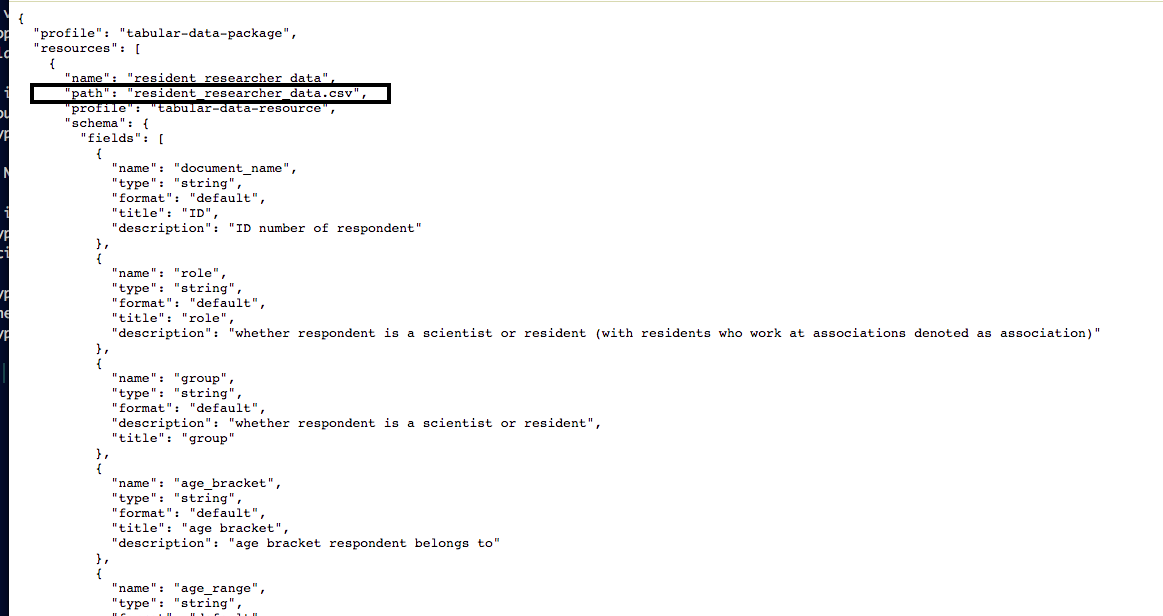 {
"profile": "tabular-data-package",
"resources": [
{
"name": "resident_researcher_data",
"path": "resident_researcher_data.csv",
"profile": "tabular-data-resource",
"schema": {
"fields": [
{
"name": "document_name",
"type": "string",
"format": "default",
"title": "ID",
"description": "ID number of respondent"
},
{
"name": "role",
"type": "string",
"format": "default",
"title": "role",
"description": "whether respondent is a scientist or resident (with residents who work at associations denoted as association)"
},
{
"name": "group",
"type": "string",
"format": "default",
"description": "whether respondent is a scientist or resident",
"title": "group"
},
{
"name": "age_bracket",
"type": "string",
"format": "default",
"title": "age bracket",
"description": "age bracket respondent belongs to"
},
{
"name": "age_range",
"type": "string",